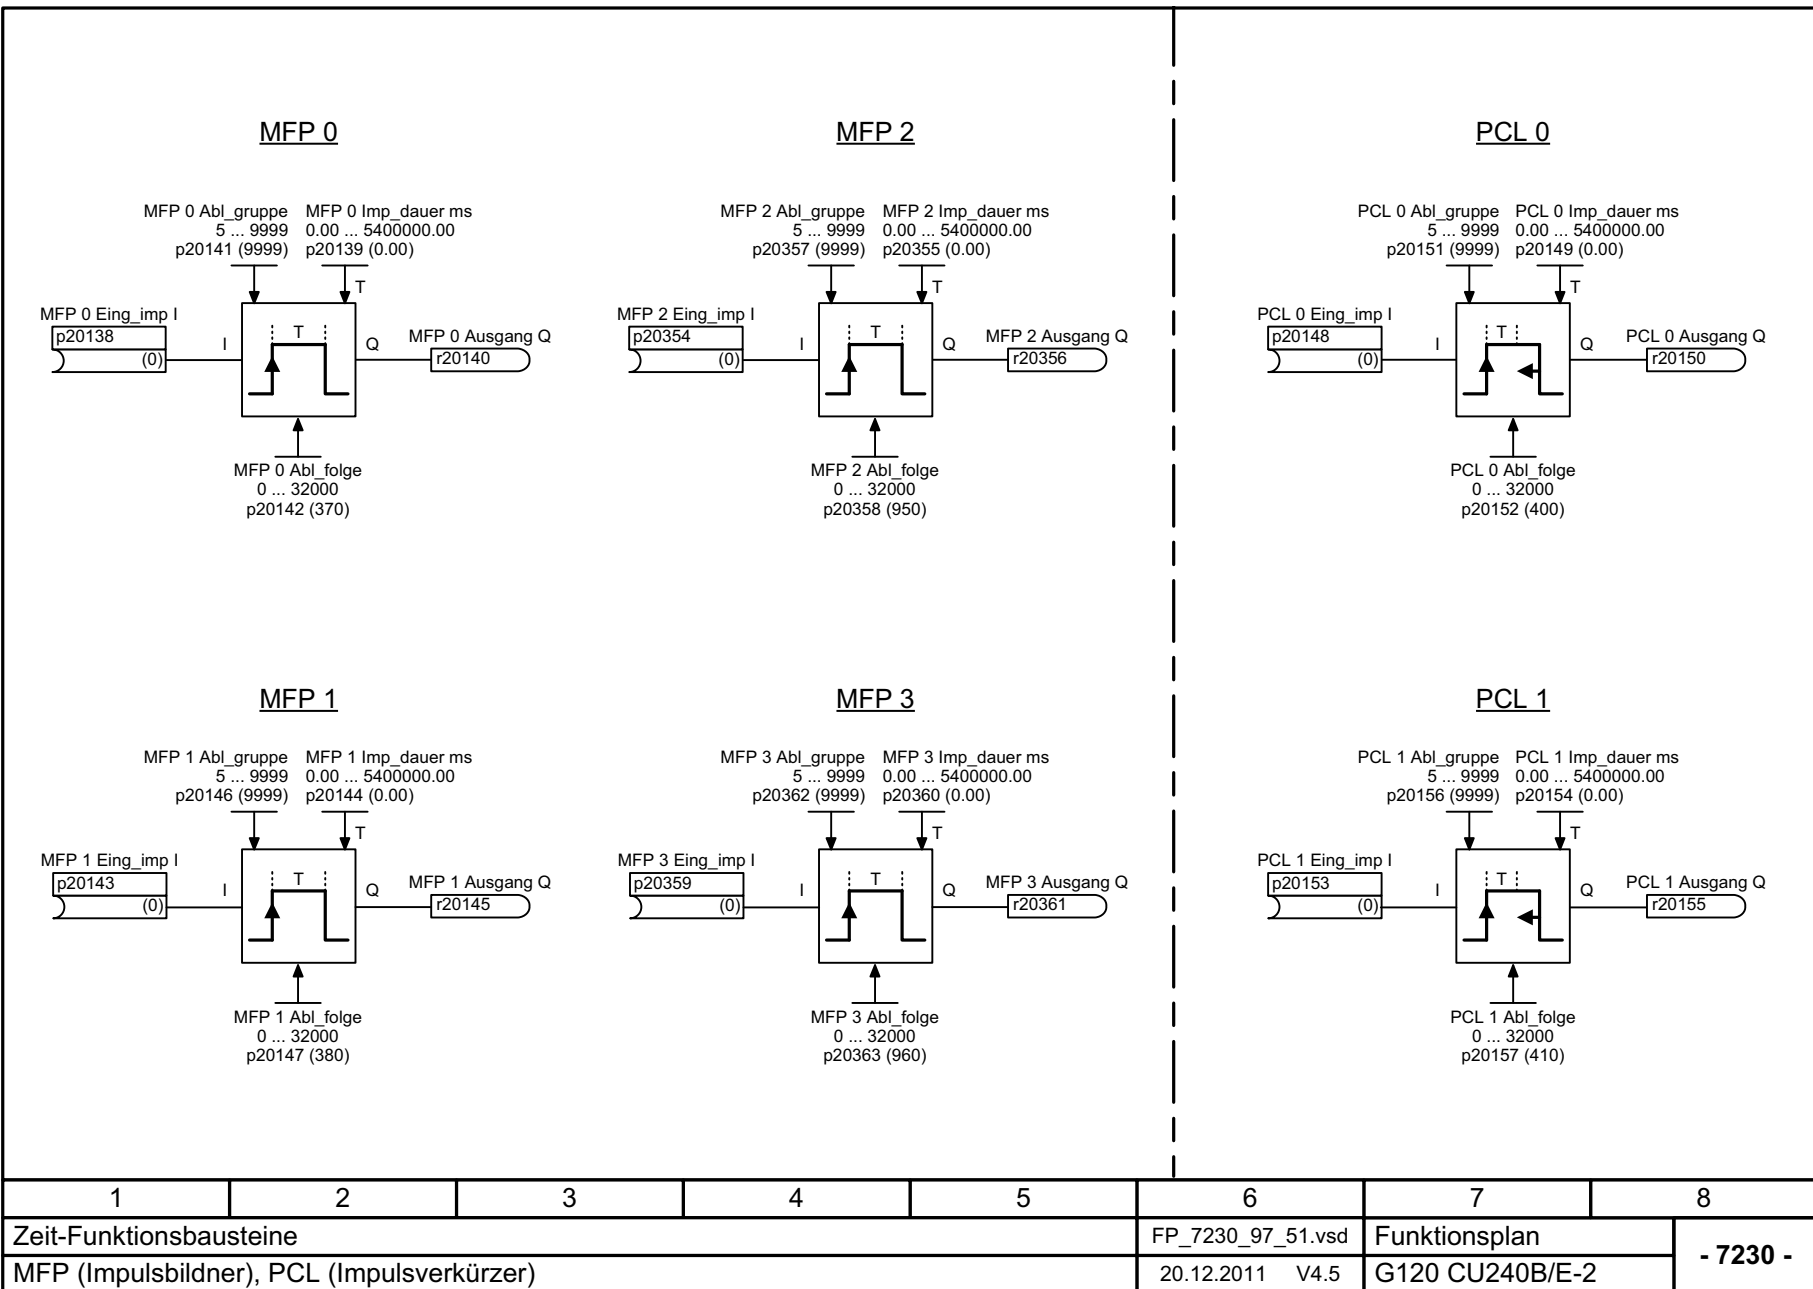 MFP 0
MFP 0 Abl_gruppe
5 ... 9999
p20141 (9999)
MFP 0 Imp_dauer ms
0.00 ... 5400000.00
p20139 (0.00)
T
MFP 0 Eing_imp I
p20138
(0)
I
T
Q
MFP 0 Ausgang Q
r20140
MFP 0 Abl_folge
0 ... 32000
p20142 (370)
MFP 2
MFP 2 Abl_gruppe
5 ... 9999
p20357 (9999)
MFP 2 Imp_dauer ms
0.00 ... 5400000.00
p20355 (0.00)
T
MFP 2 Eing_imp I
p20354
(0)
I
T
Q
MFP 2 Ausgang Q
r20356
MFP 2 Abl_folge
0 ... 32000
p20358 (950)
PCL 0
PCL 0 Abl_gruppe
5 ... 9999
p20151 (9999)
PCL 0 Imp_dauer ms
0.00 ... 5400000.00
p20149 (0.00)
T
PCL 0 Eing_imp I
p20148
(0)
I
T
Q
PCL 0 Ausgang Q
r20150
PCL 0 Abl_folge
0 ... 32000
p20152 (400)
MFP 1
MFP 1 Abl_gruppe
5 ... 9999
p20146 (9999)
MFP 1 Imp_dauer ms
0.00 ... 5400000.00
p20144 (0.00)
T
MFP 1 Eing_imp I
p20143
(0)
I
T
Q
MFP 1 Ausgang Q
r20145
MFP 1 Abl_folge
0 ... 32000
p20147 (380)
MFP 3
MFP 3 Abl_gruppe
5 ... 9999
p20362 (9999)
MFP 3 Imp_dauer ms
0.00 ... 5400000.00
p20360 (0.00)
T
MFP 3 Eing_imp I
p20359
(0)
I
T
Q
MFP 3 Ausgang Q
r20361
MFP 3 Abl_folge
0 ... 32000
p20363 (960)
PCL 1
PCL 1 Abl_gruppe
5 ... 9999
p20156 (9999)
PCL 1 Imp_dauer ms
0.00 ... 5400000.00
p20154 (0.00)
T
PCL 1 Eing_imp I
p20153
(0)
I
T
Q
PCL 1 Ausgang Q
r20155
PCL 1 Abl_folge
0 ... 32000
p20157 (410)
1 2 3 4 5 6 7 8
Zeit-Funktionsbausteine
FP_7230_97_51.vsd
Funktionsplan
- 7230 -
MFP (Impulsbildner), PCL (Impulsverkürzer)
20.12.2011 V4.5
G120 CU240B/E-2